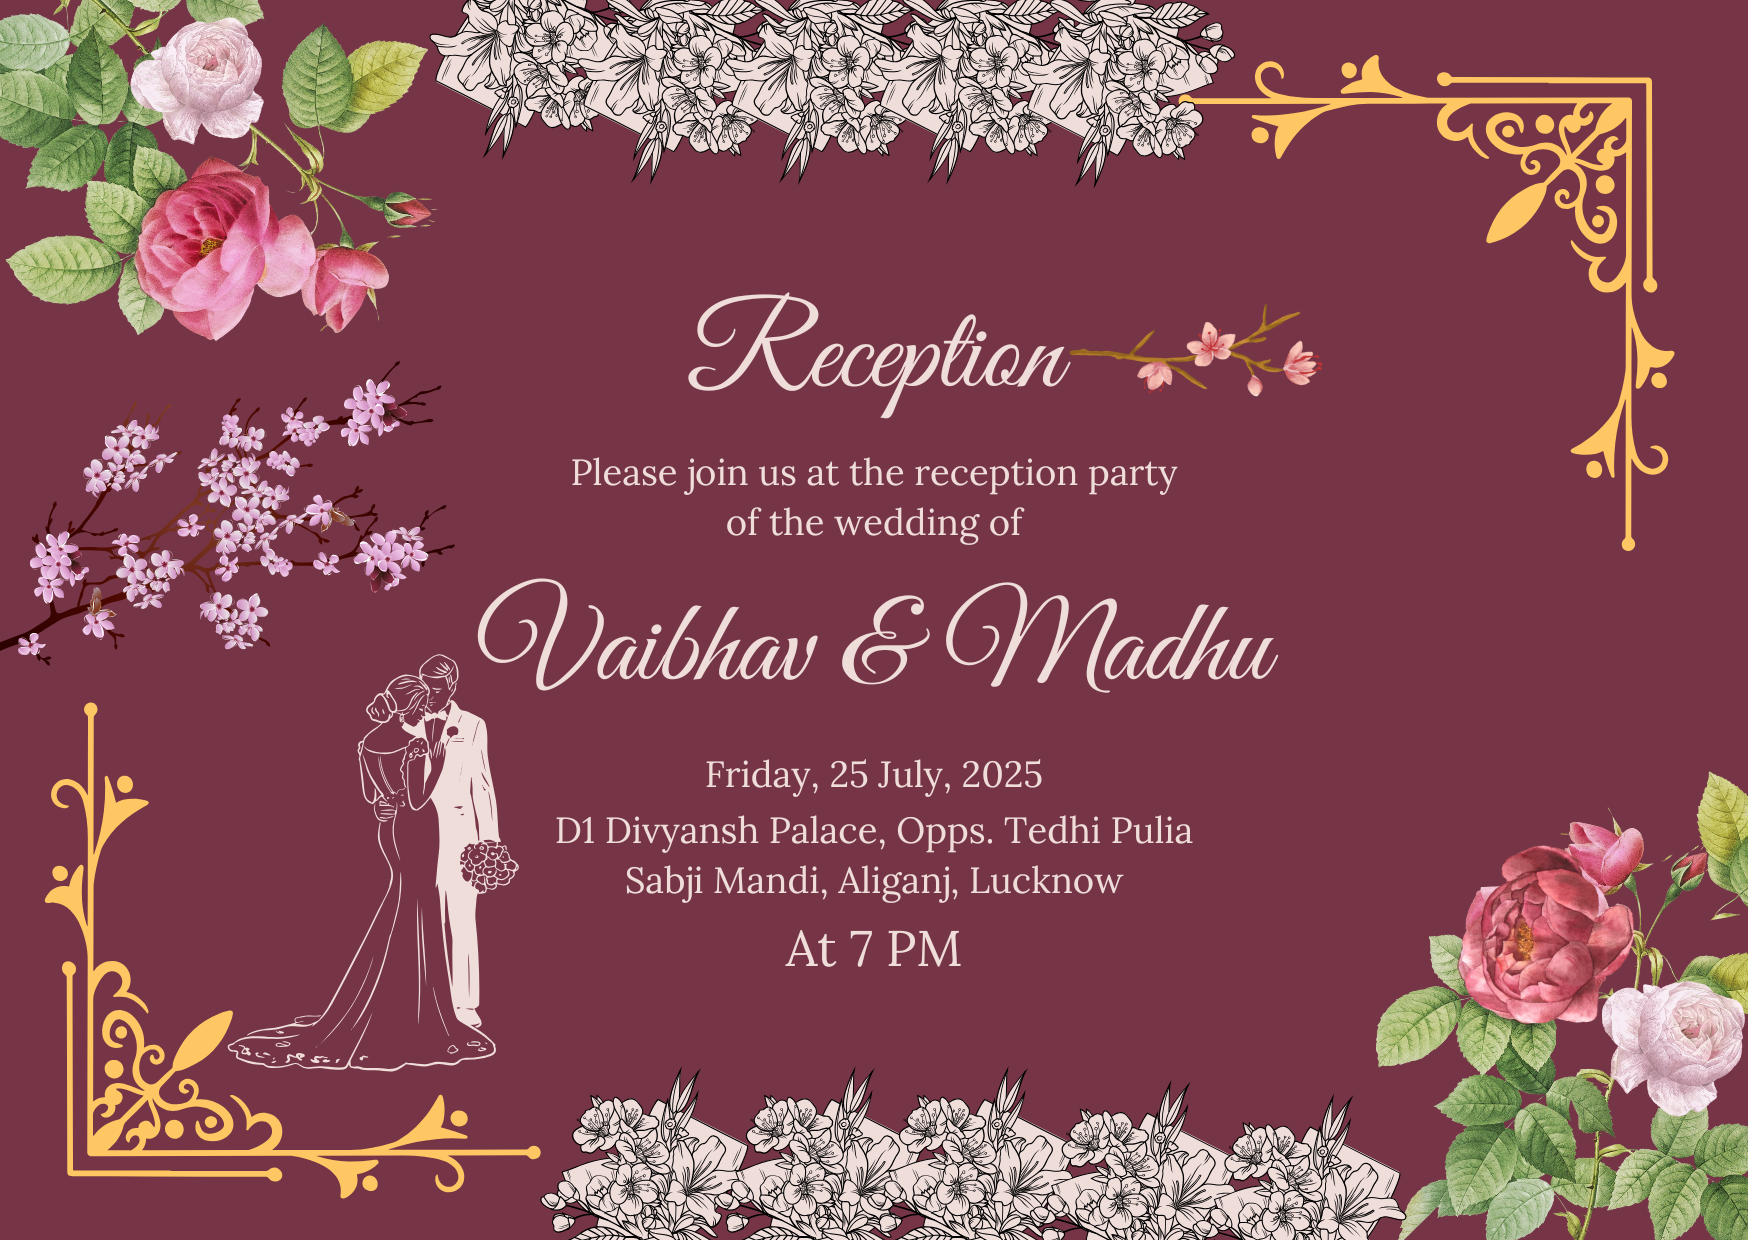 Reception
Please join us at the reception party
of the wedding of
Vaibhav & Madhu
Friday, 25 July, 2025
D1 Divyansh Palace, Opps. Tedhi Pulia
Sabji Mandi, Aliganj, Lucknow
At 7 PM